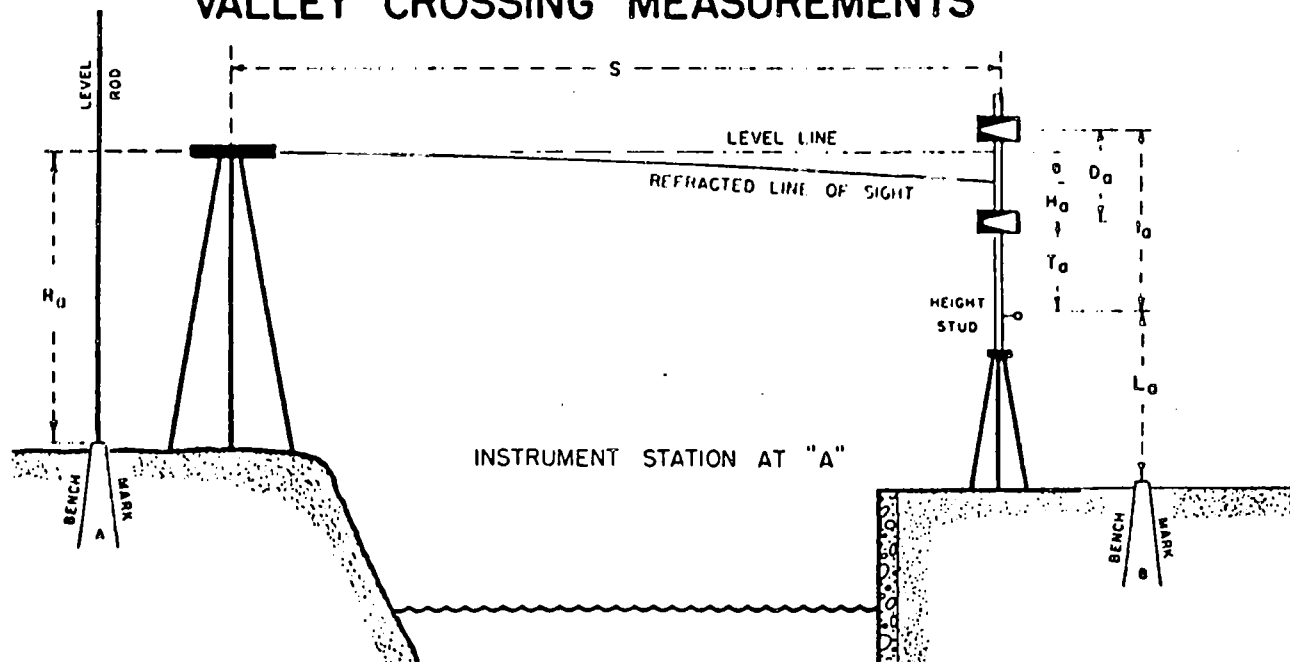 VALLEY CROSSING MEASUREMENTS
LEVEL
ROD
S
LEVEL LINE
REFRACTED LINE OF SIGHT
Da
Ha
Ha
Ta
HEIGHT
STUD
La
INSTRUMENT STATION AT "A"
BENCH
MARK
A
BENCH
MARK
B